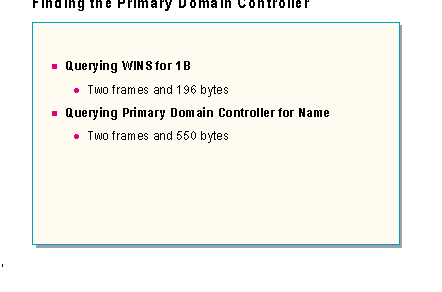 Finding the Primary Domain Controller
Querying WINS for 1B
Two frames and 196 bytes
Querying Primary Domain Controller for Name
Two frames and 550 bytes